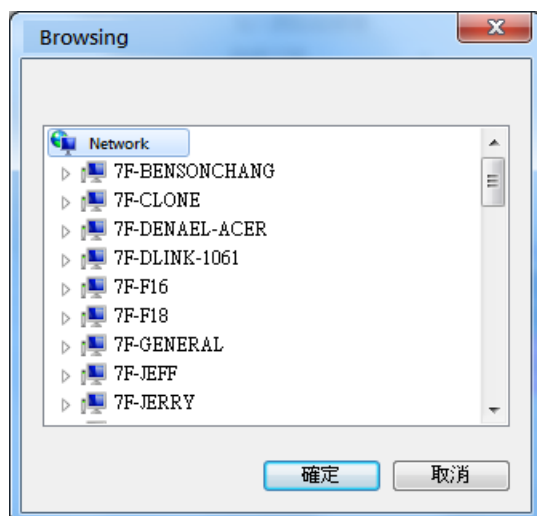 Browsing
Network
7F-BENSONCHANG
7F-CLONE
7F-DENAEL-ACER
7F-DLINK-1061
7F-F16
7F-F18
7F-GENERAL
7F-JEFF
7F-JERRY
確定 取消